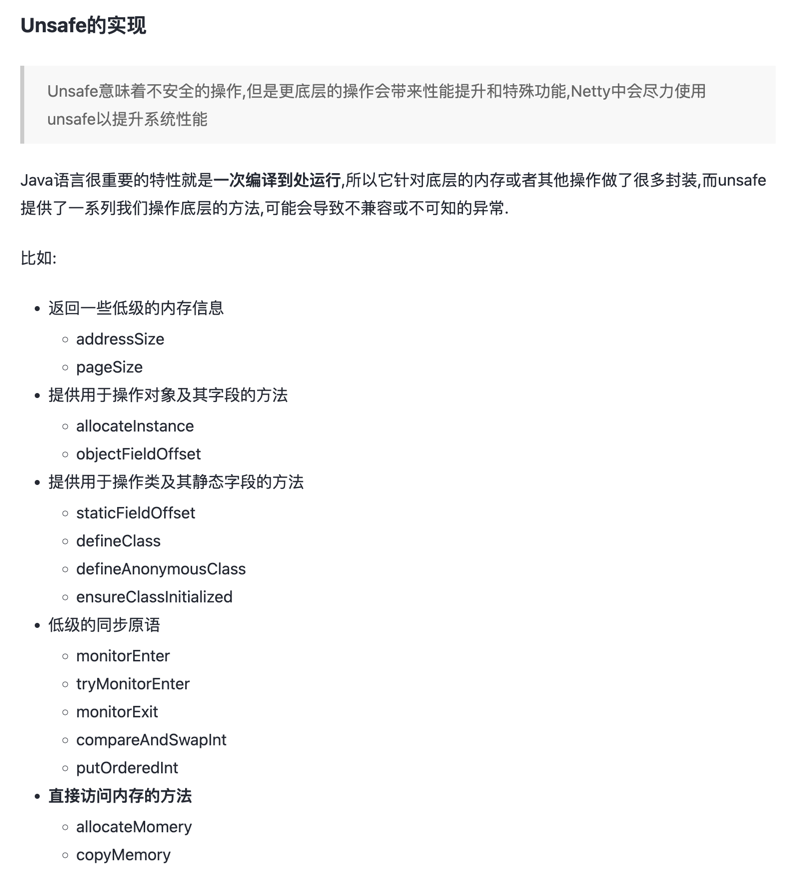 Unsafe的实现
Unsafe意味着不安全的操作,但是更底层的操作会带来性能提升和特殊功能,Netty中会尽力使用
unsafe以提升系统性能
Java语言很重要的特性就是一次编译到处运行,所以它针对底层的内存或者其他操作做了很多封装,而unsafe
提供了一系列我们操作底层的方法,可能会导致不兼容或不可知的异常.
比如:
返回一些低级的内存信息
addressSize
pageSize
提供用于操作对象及其字段的方法
allocateInstance
objectFieldOffset
提供用于操作类及其静态字段的方法
staticFieldOffset
defineClass
defineAnonymousClass
ensureClassInitialized
低级的同步原语
monitorEnter
tryMonitorEnter
monitorExit
compareAndSwapInt
putOrderedInt
直接访问内存的方法
allocateMomery
copyMemory